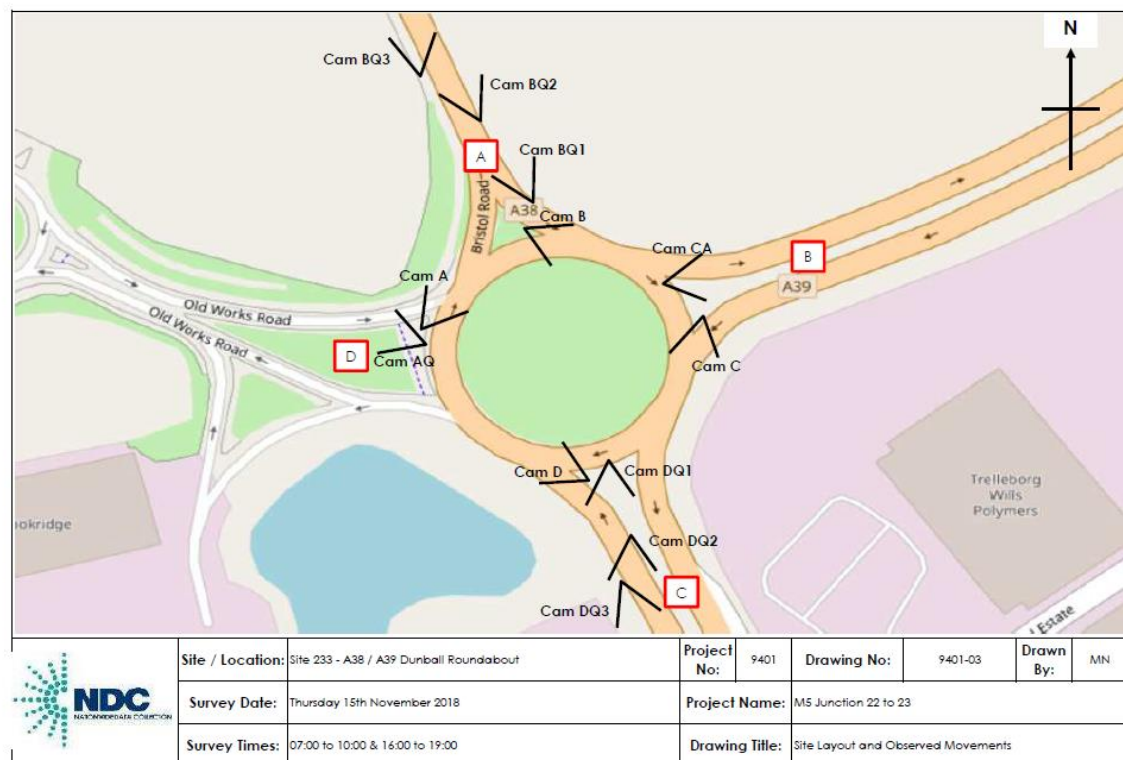 N
Cam BQ3
Cam BQ2
A
Cam BQ1
Bristol Road
A38
Cam B
Cam CA
B
A39
Cam A
Old Works Road
Old Works Road
D
Cam AQ
Cam C
Cam D
Cam DQ1
Trelleborg
Wills
Polymers
ookridge
Cam DQ2
C
Cam DQ3
Estate
NDC
NATIONWIDE DATA COLLECTION
Site / Location: Site 233 - A38 / A39 Dunball Roundabout Project No: 9401 Drawing No: 9401-03 Drawn By: MN
Survey Date: Thursday 15th November 2018 Project Name: M5 Junction 22 to 23
Survey Times: 07:00 to 10:00 & 16:00 to 19:00 Drawing Title: Site Layout and Observed Movements